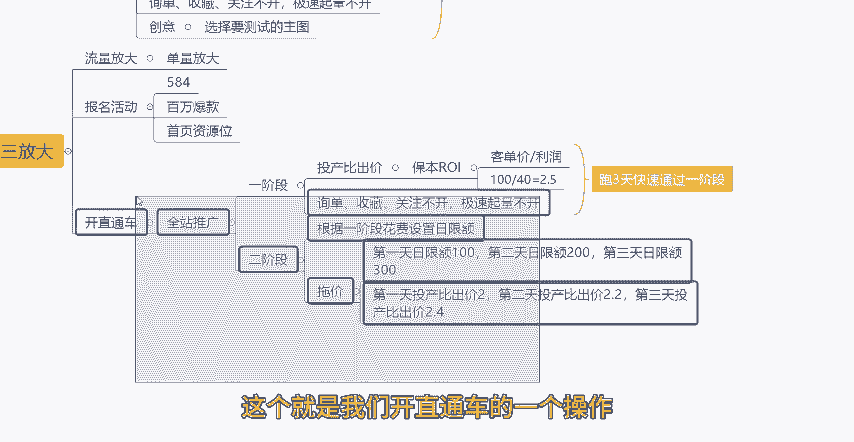 询单、收藏、关注不开，极速起量不开
创意
选择要测试的主图
流量放大
单量放大
584
报名活动
百万爆款
首页资源位
三放大
客单价/利润
投产比出价
保本ROI
100/40=2.5
跑3天快速通过一阶段
一阶段
询单、收藏、关注不开，极速起量不开
开直通车
全站推广
根据一阶段花费设置日限额
二阶段
第一天日限额100，第二天日限额200，第三天日限额
300
拖价
第一天投产比出价2，第二天投产比出价2.2，第三天投
产比出价2.4
这个就是我们开直通车的一个操作